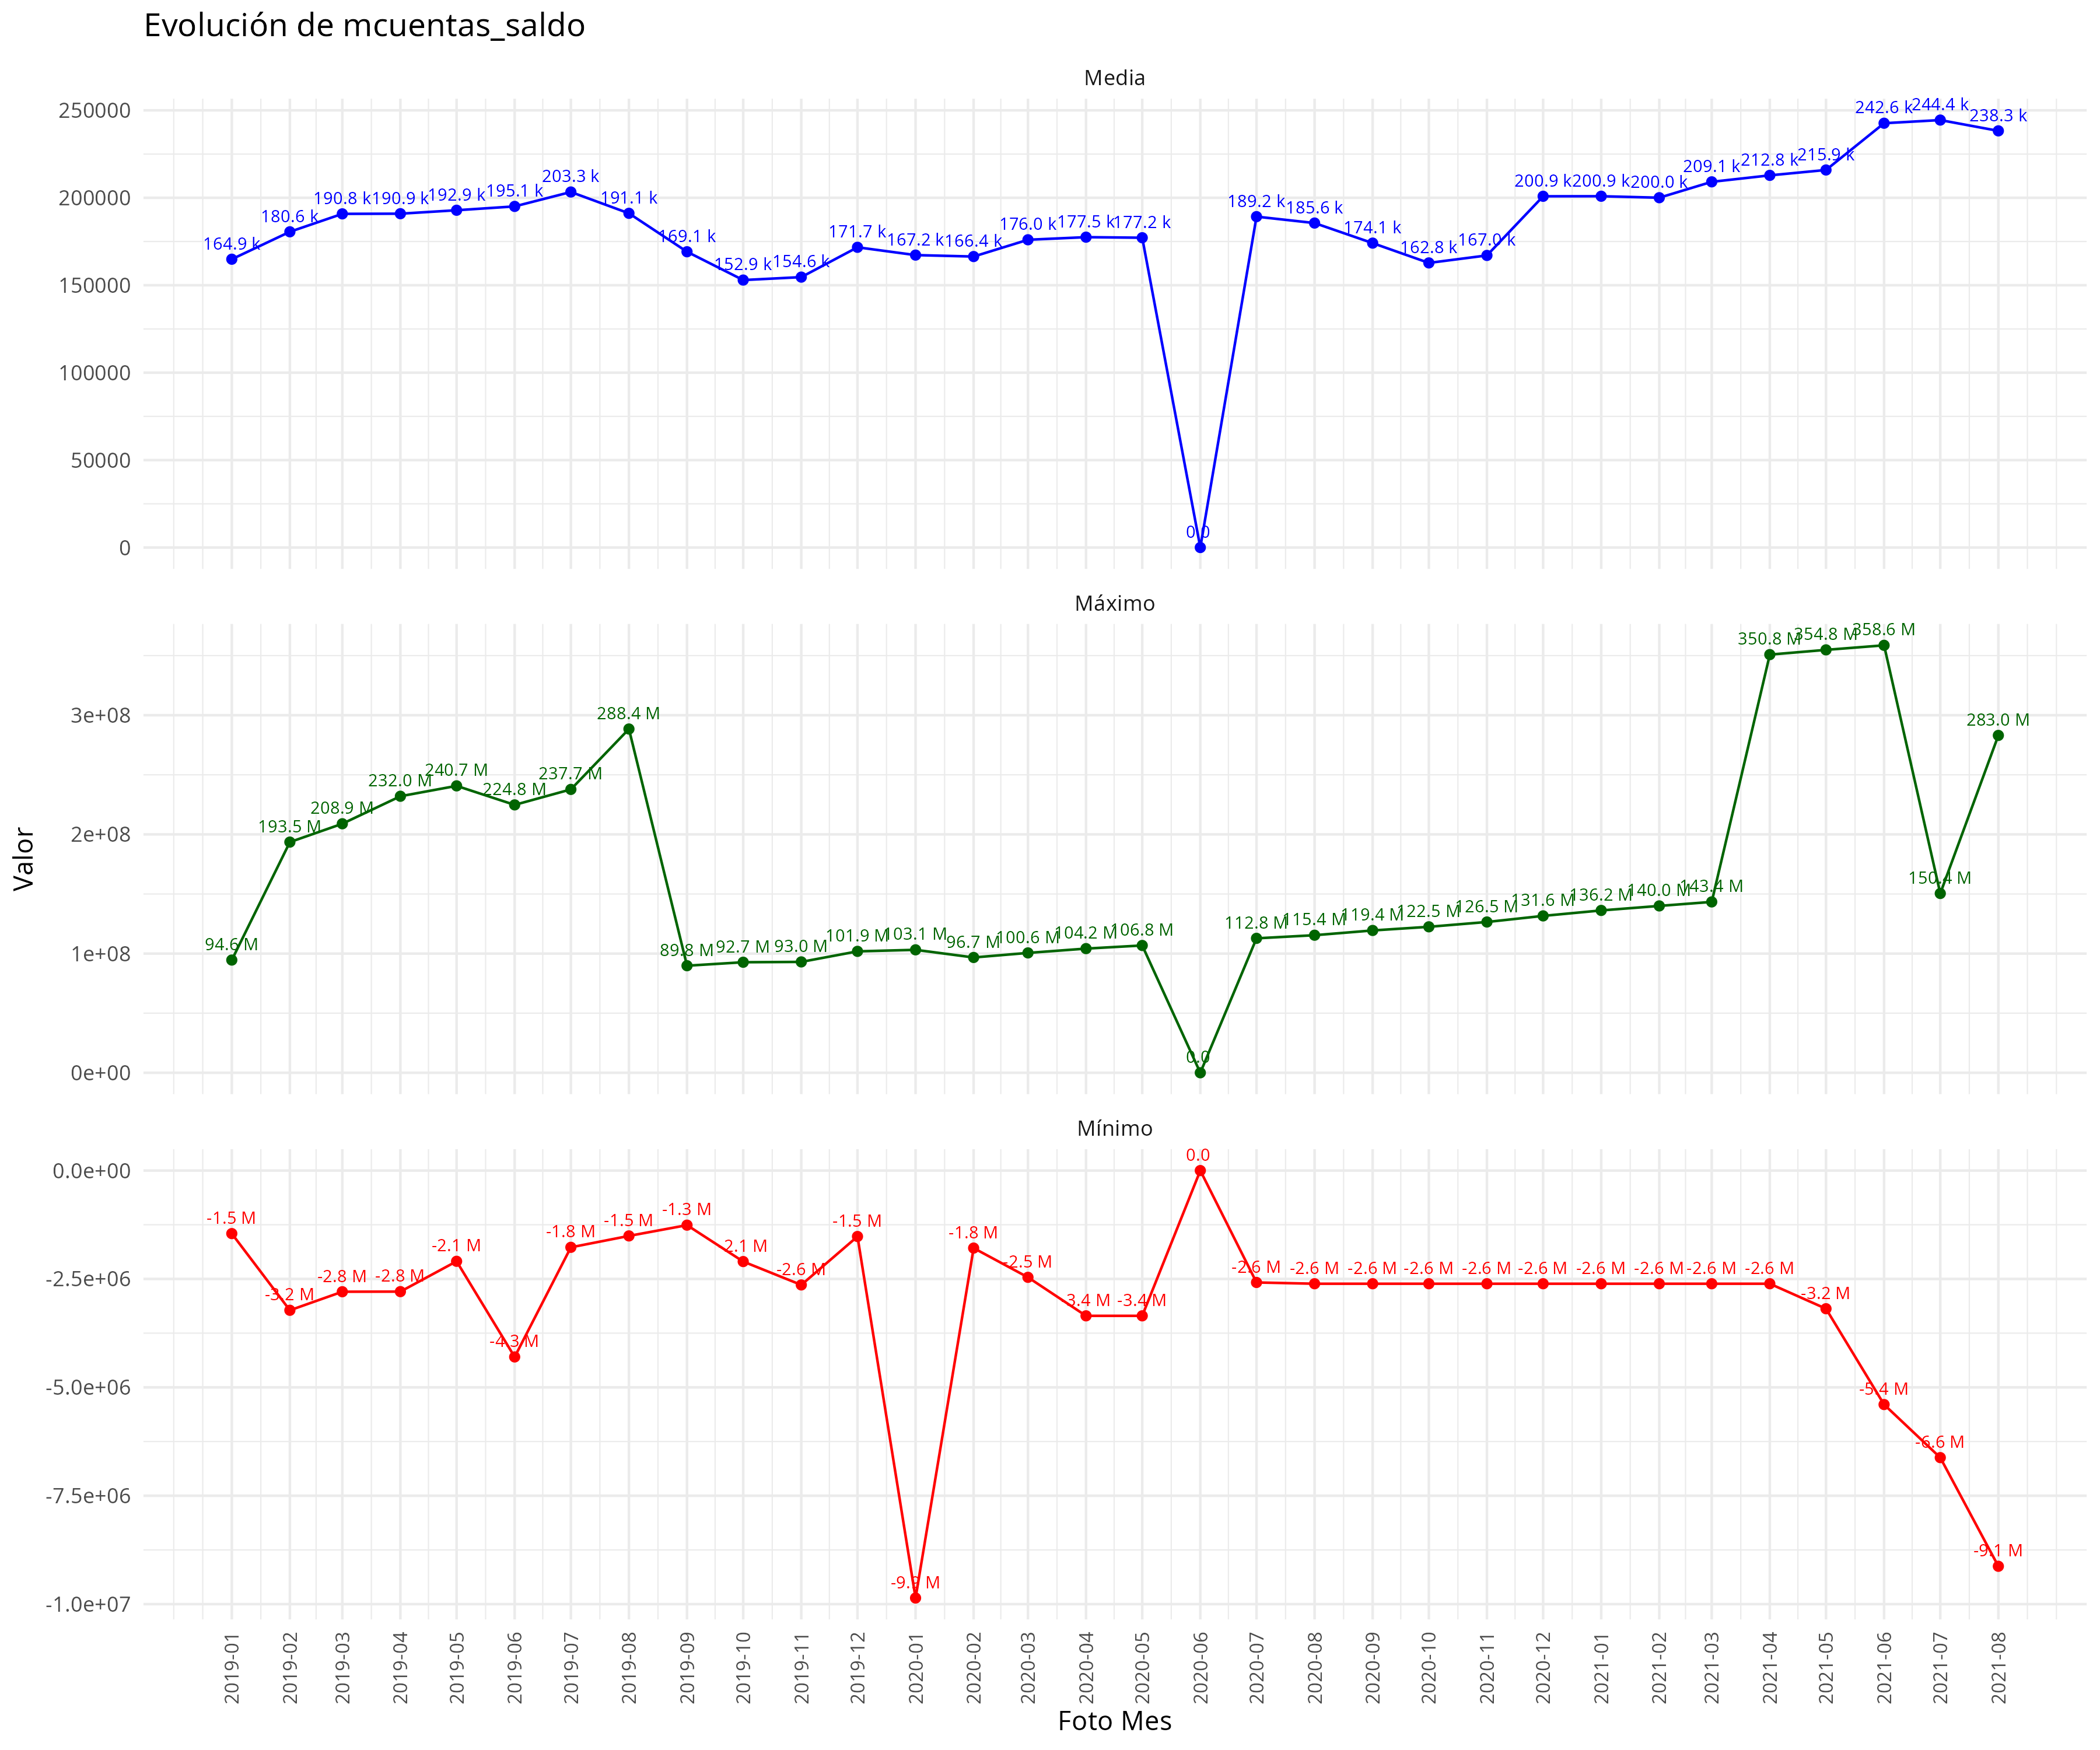 Evolución de mcuentas_saldo
Media
250000
200000
150000
100000
50000
0
164.9 k 180.6 k 190.8 k 190.9 k 192.9 k 195.1 k 203.3 k 191.1 k 169.1 k 152.9 k 154.6 k 171.7 k 167.2 k 166.4 k 176.0 k 177.5 k 177.2 k 0.0 189.2 k 185.6 k 174.1 k 162.8 k 167.0 k 200.9 k 200.9 k 200.0 k 209.1 k 212.8 k 215.9 k 242.6 k 244.4 k 238.3 k
Máximo
3e+08
2e+08
1e+08
0e+00
94.6 M 193.5 M 208.9 M 232.0 M 240.7 M 224.8 M 237.7 M 288.4 M 89.8 M 92.7 M 93.0 M 101.9 M 103.1 M 96.7 M 100.6 M 104.2 M 106.8 M 0.0 112.8 M 115.4 M 119.4 M 122.5 M 126.5 M 131.6 M 136.2 M 140.0 M 143.4 M 350.8 M 354.8 M 358.6 M 150.4 M 283.0 M
Mínimo
0.0e+00
-2.5e+06
-5.0e+06
-7.5e+06
-1.0e+07
-1.5 M -3.2 M -2.8 M -2.8 M -2.1 M -4.3 M -1.8 M -1.5 M -1.3 M -2.1 M -2.6 M -1.5 M -9.9 M -1.8 M -2.5 M -3.4 M -3.4 M 0.0 -2.6 M -2.6 M -2.6 M -2.6 M -2.6 M -2.6 M -2.6 M -2.6 M -2.6 M -2.6 M -3.2 M -5.4 M -6.6 M -9.1 M
2019-01 2019-02 2019-03 2019-04 2019-05 2019-06 2019-07 2019-08 2019-09 2019-10 2019-11 2019-12 2020-01 2020-02 2020-03 2020-04 2020-05 2020-06 2020-07 2020-08 2020-09 2020-10 2020-11 2020-12 2021-01 2021-02 2021-03 2021-04 2021-05 2021-06 2021-07 2021-08
Foto Mes
Valor